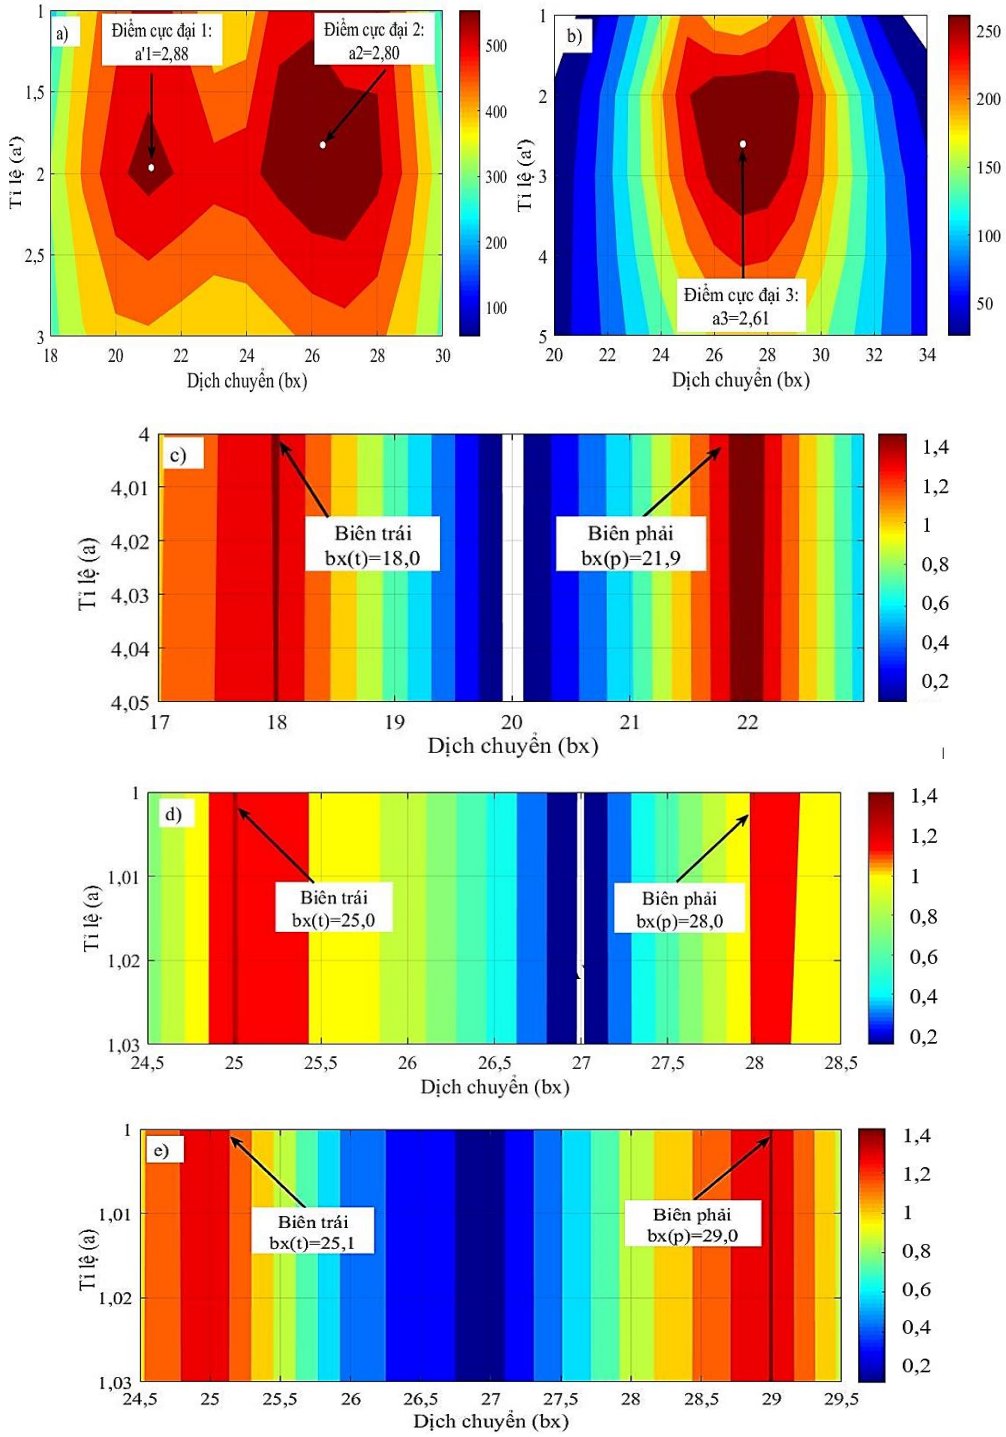 a)
Điểm cực đại 1:
a'1=2,88
Điểm cực đại 2:
a2=2,80
1
1,5
2
2,5
3
Tỉ lệ (a')
18
20
22
24
26
28
30
Dịch chuyển (bx)
500
400
300
200
100
b)
1
2
3
4
5
Tỉ lệ (a')
Điểm cực đại 3:
a3=2,61
20
22
24
26
28
30
32
34
Dịch chuyển (bx)
250
200
150
100
50
c)
4
4,01
4,02
4,03
4,04
4,05
Tỉ lệ (a)
Biên trái
bx(t)=18,0
Biên phải
bx(p)=21,9
17
18
19
20
21
22
Dịch chuyển (bx)
1,4
1,2
1
0,8
0,6
0,4
0,2
d)
1
1,01
1,02
1,03
Tỉ lệ (a)
Biên trái
bx(t)=25,0
Biên phải
bx(p)=28,0
24,5
25
25,5
26
26,5
27
27,5
28
28,5
Dịch chuyển (bx)
1,4
1,2
1
0,8
0,6
0,4
0,2
e)
1
1,01
1,02
1,03
Tỉ lệ (a)
Biên trái
bx(t)=25,1
Biên phải
bx(p)=29,0
24,5
25
25,5
26
26,5
27
27,5
28
28,5
29
29,5
Dịch chuyển (bx)
1,4
1,2
1
0,8
0,6
0,4
0,2